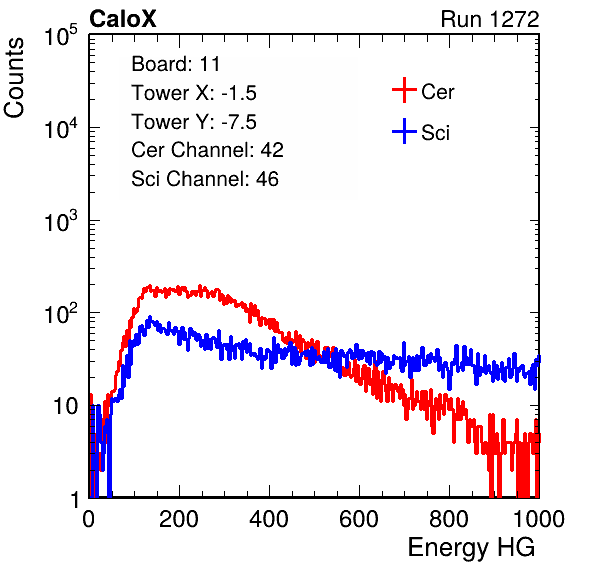 CaloX Run 1272
Counts
10^5
10^4
10^3
10^2
10
1
Board: 11
Tower X: -1.5
Tower Y: -7.5
Cer Channel: 42
Sci Channel: 46
Cer
Sci
0 200 400 600 800 1000
Energy HG